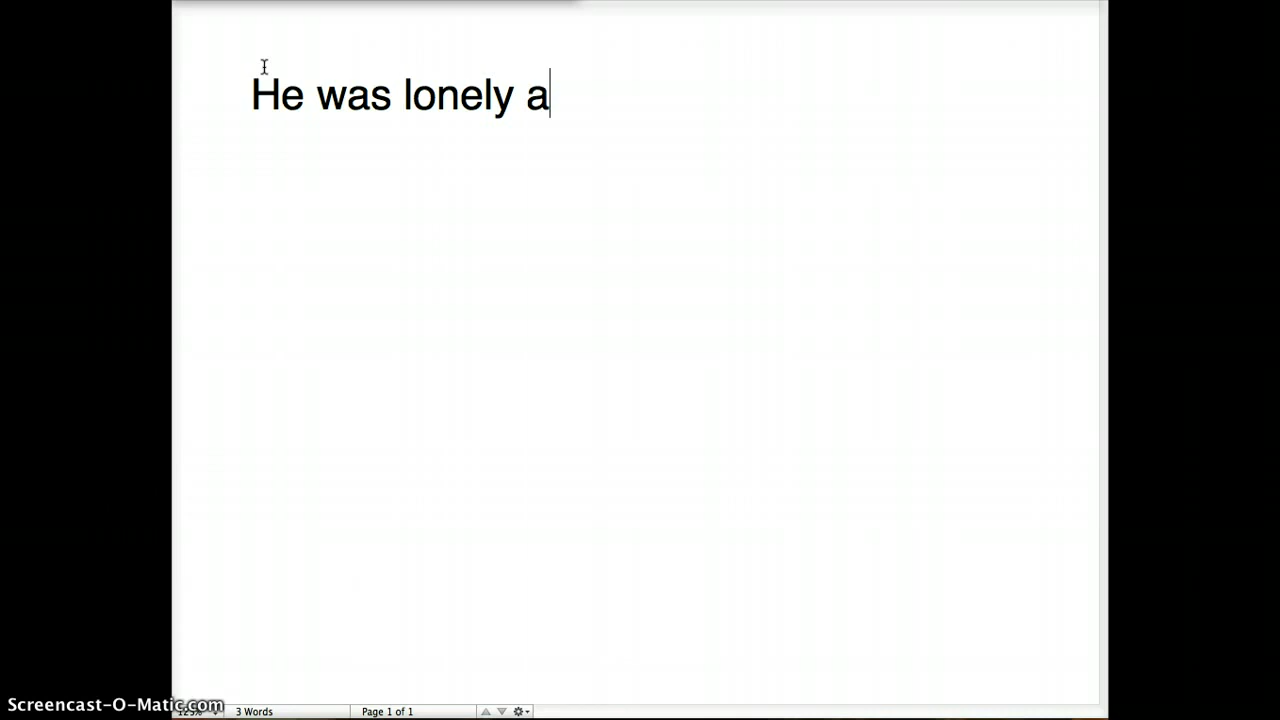 He was lonely a
Screencast-O-Matic.com
3 Words
Page 1 of 1